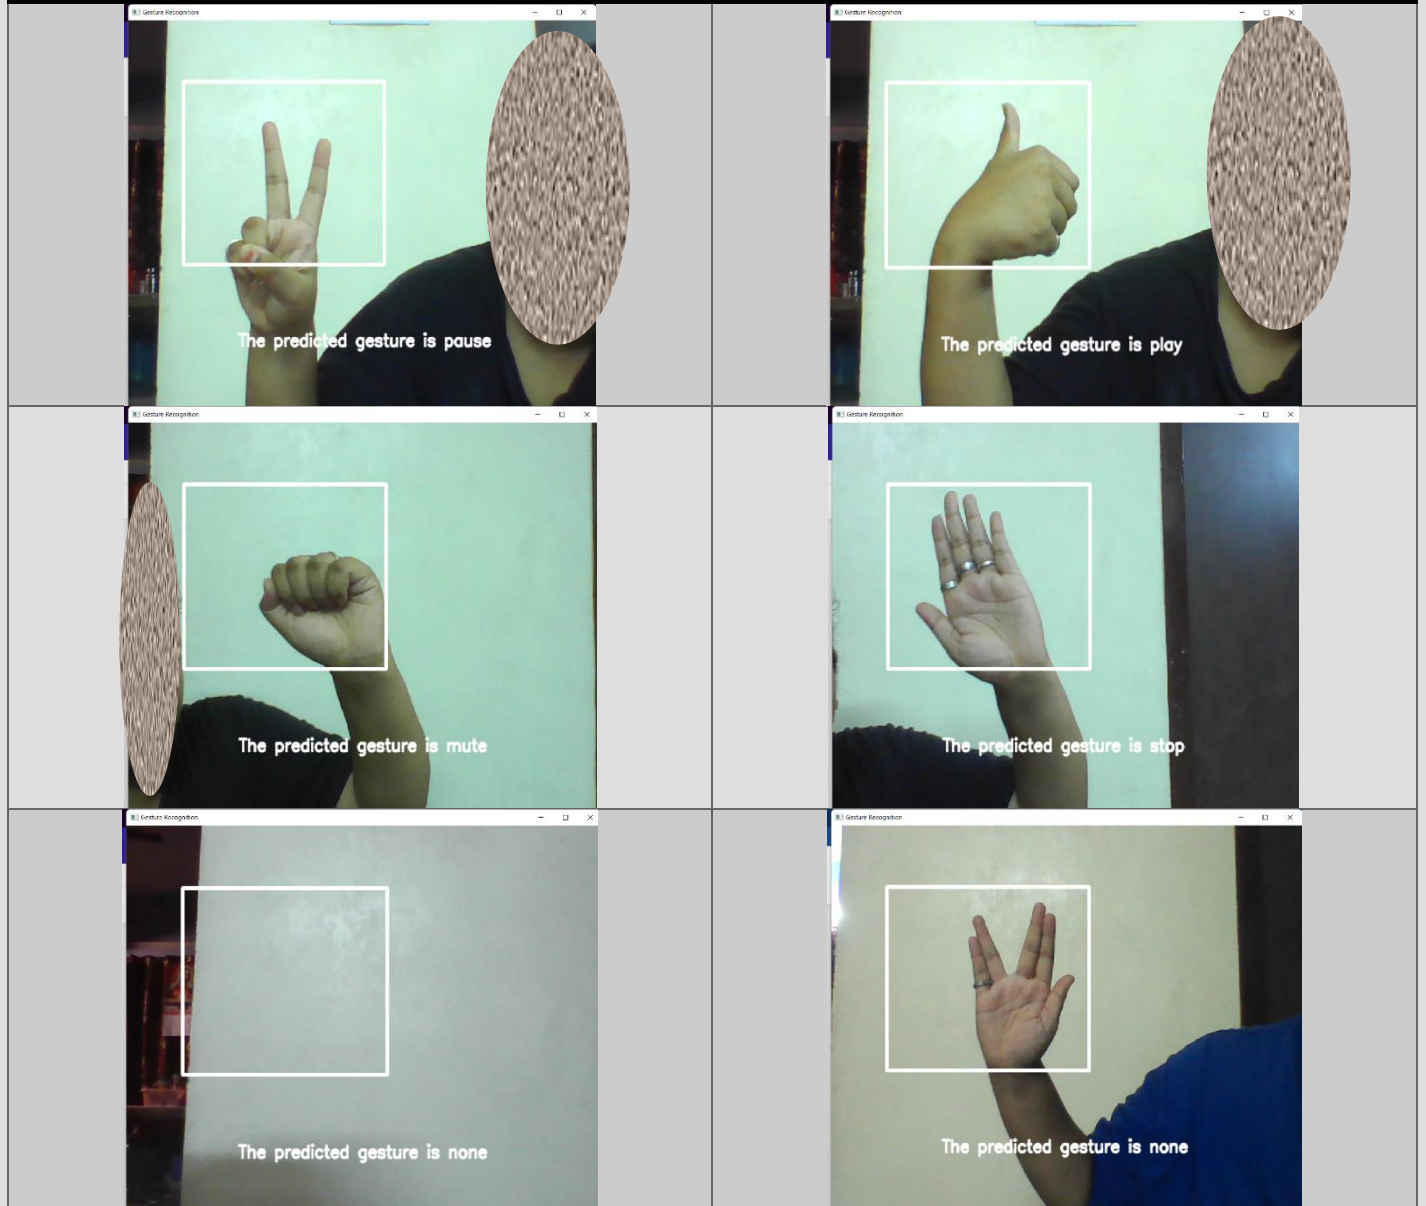 Gesture Recognition
The predicted gesture is pause
Gesture Recognition
The predicted gesture is play
Gesture Recognition
The predicted gesture is mute
Gesture Recognition
The predicted gesture is stop
Gesture Recognition
The predicted gesture is none
Gesture Recognition
The predicted gesture is none